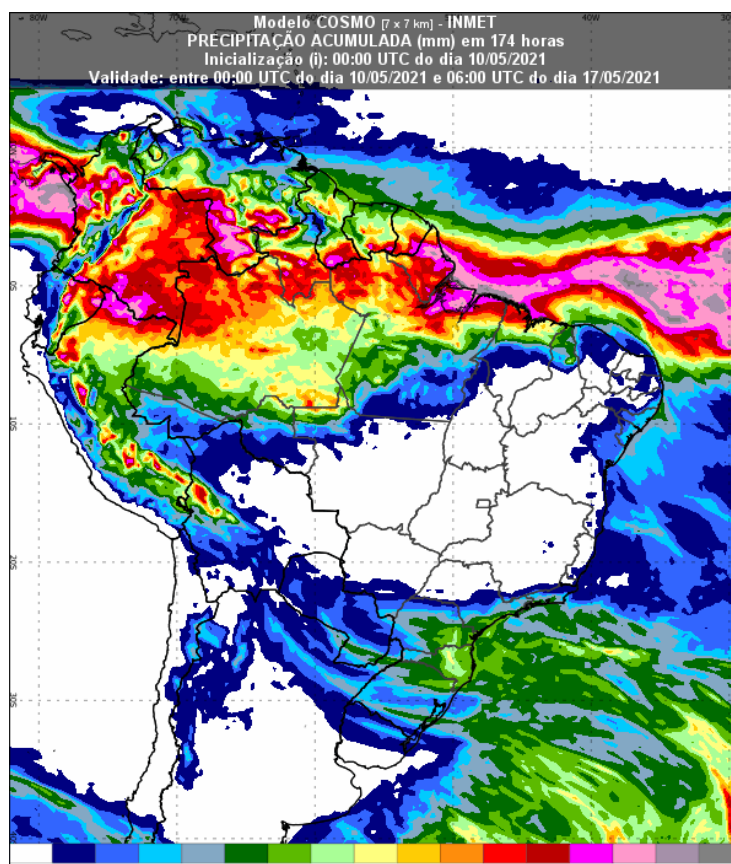 Modelo COSMO [7 x 7 km] - INMET
PRECIPITAÇÃO ACUMULADA (mm) em 174 horas
Inicialização (i): 00:00 UTC do dia 10/05/2021
Validade: entre 00:00 UTC do dia 10/05/2021 e 06:00 UTC do dia 17/05/2021
80W
70W